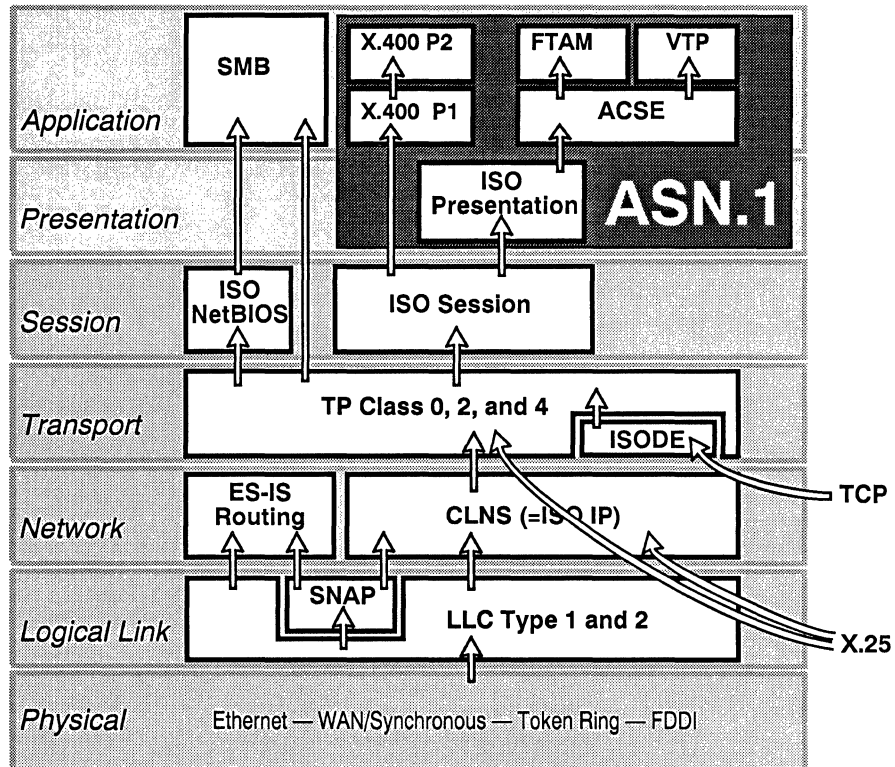 X.400 P2
FTAM
VTP
SMB
X.400 P1
ACSE
Application
ISO
Presentation
ASN.1
Presentation
ISO
NetBIOS
ISO Session
Session
TP Class 0, 2, and 4
Transport
ISODE
TCP
ES-IS
Routing
CLNS (=ISO IP)
Network
SNAP
LLC Type 1 and 2
Logical Link
X.25
Physical
Ethernet — WAN/Synchronous — Token Ring — FDDI